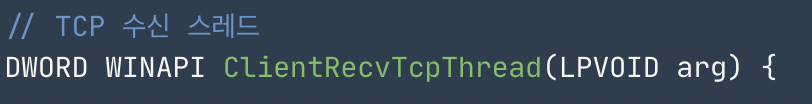 // TCP 수신 스레드
DWORD WINAPI ClientRecvTcpThread(LPVOID arg) {